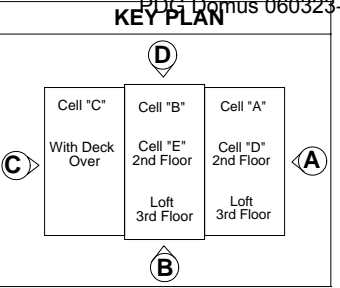 PDG Domus 060323-
KEY PLAN
D
Cell "C"
Cell "B"
Cell "A"
With Deck
Over
Cell "E"
2nd Floor
Cell "D"
2nd Floor
C
A
Loft
3rd Floor
Loft
3rd Floor
B